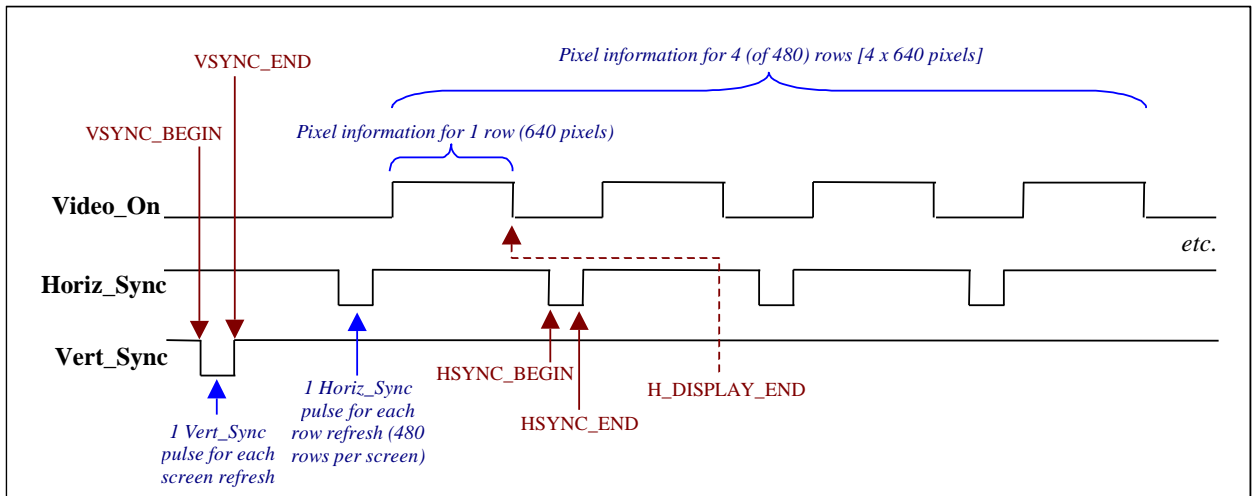 VSYNC_END
Pixel information for 4 (of 480) rows [4 x 640 pixels]
VSYNC_BEGIN
Pixel information for 1 row (640 pixels)
Video_On
etc.
Horiz_Sync
Vert_Sync
HSYNC_BEGIN
H_DISPLAY_END
HSYNC_END
1 Vert_Sync
pulse for each
screen refresh
1 Horiz_Sync
pulse for each
row refresh (480
rows per screen)